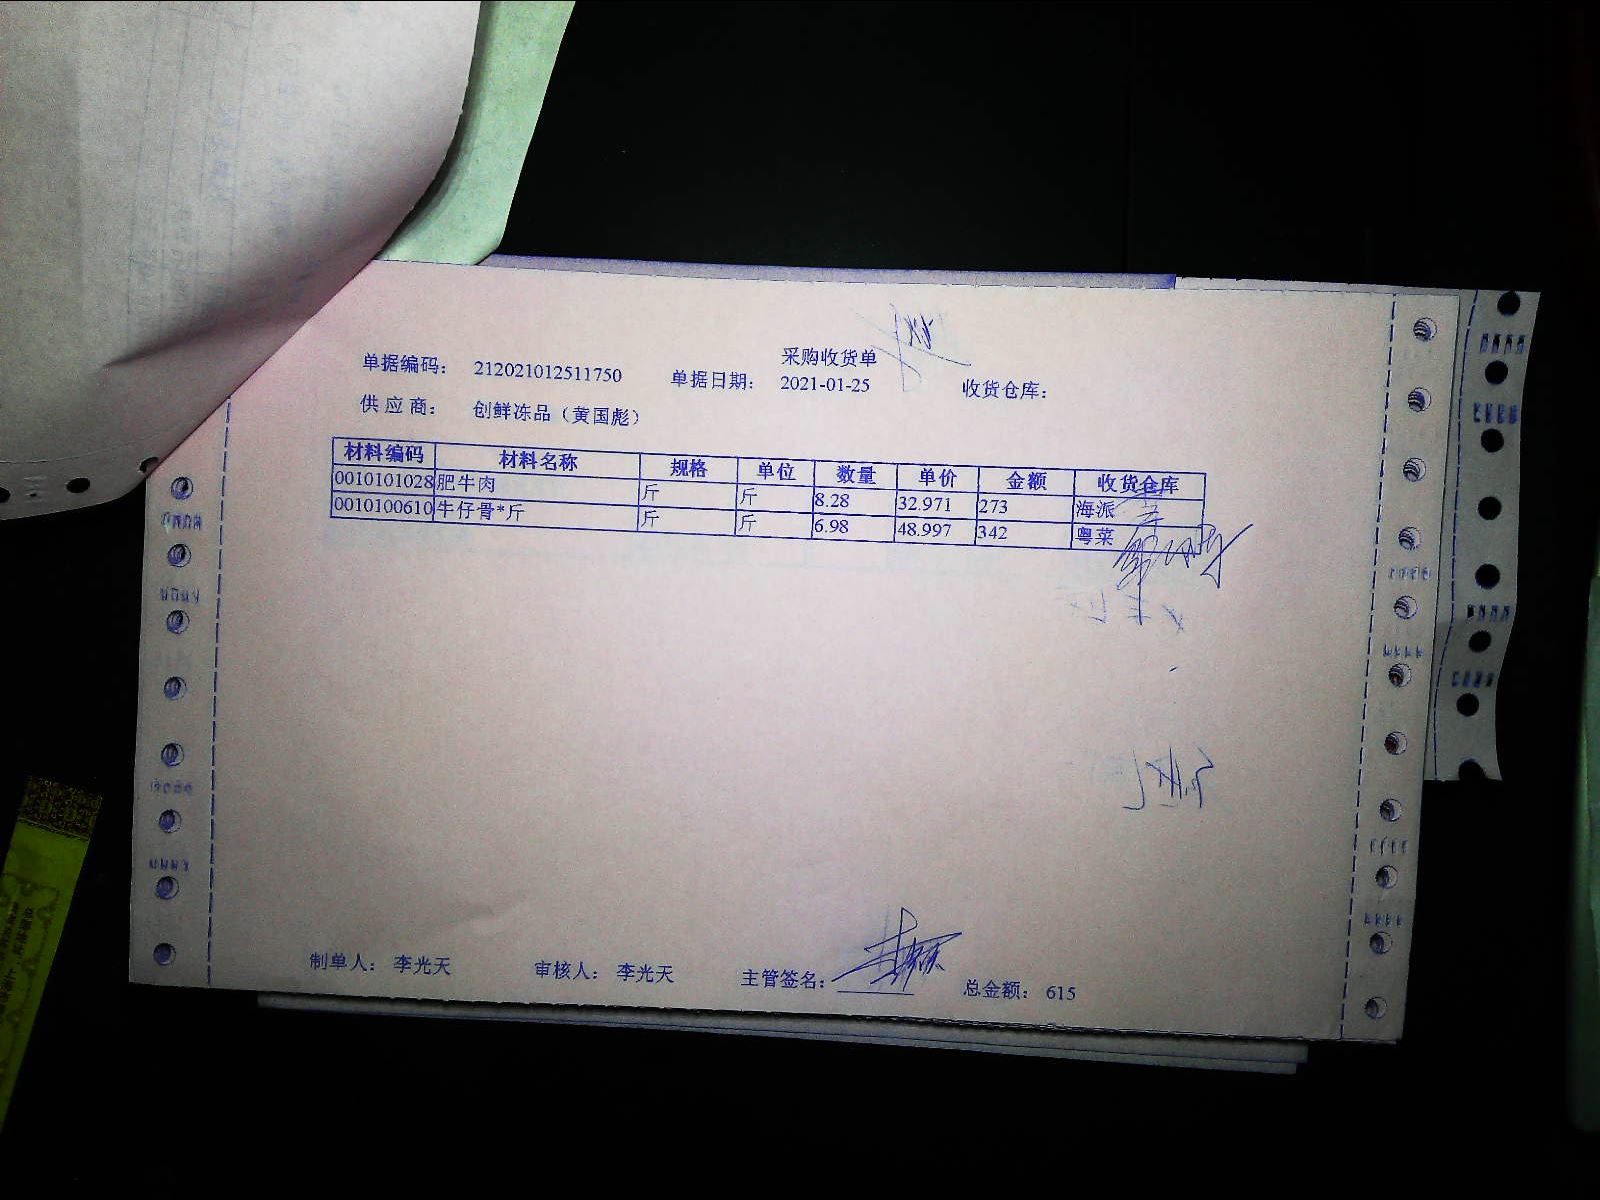 采购收货单
单据编码： 212021012511750 单据日期： 2021-01-25 收货仓库：
供 应 商： 创鲜冻品（黄国彪）
材料编码 材料名称 规格 单位 数量 单价 金额 收货仓库
0010101028 肥牛肉 斤 斤 8.28 32.971 273 海派
0010100610 牛仔骨*斤 斤 斤 6.98 48.997 342 粤菜
制单人： 李光天 审核人： 李光天 主管签名： 总金额： 615